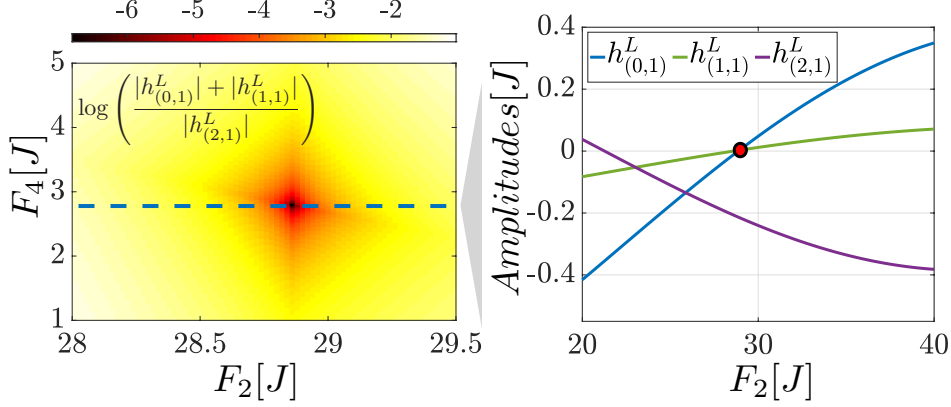 -6 -5 -4 -3 -2
5
4
3
2
1
F_4[J]
log ( (|h^L_{(0,1)}| + |h^L_{(1,1)}|) / |h^L_{(2,1)}| )
28 28.5 29 29.5
F_2[J]
Amplitudes[J]
0.4
0.2
0
-0.2
-0.4
h^L_{(0,1)} h^L_{(1,1)} h^L_{(2,1)}
20 30 40
F_2[J]